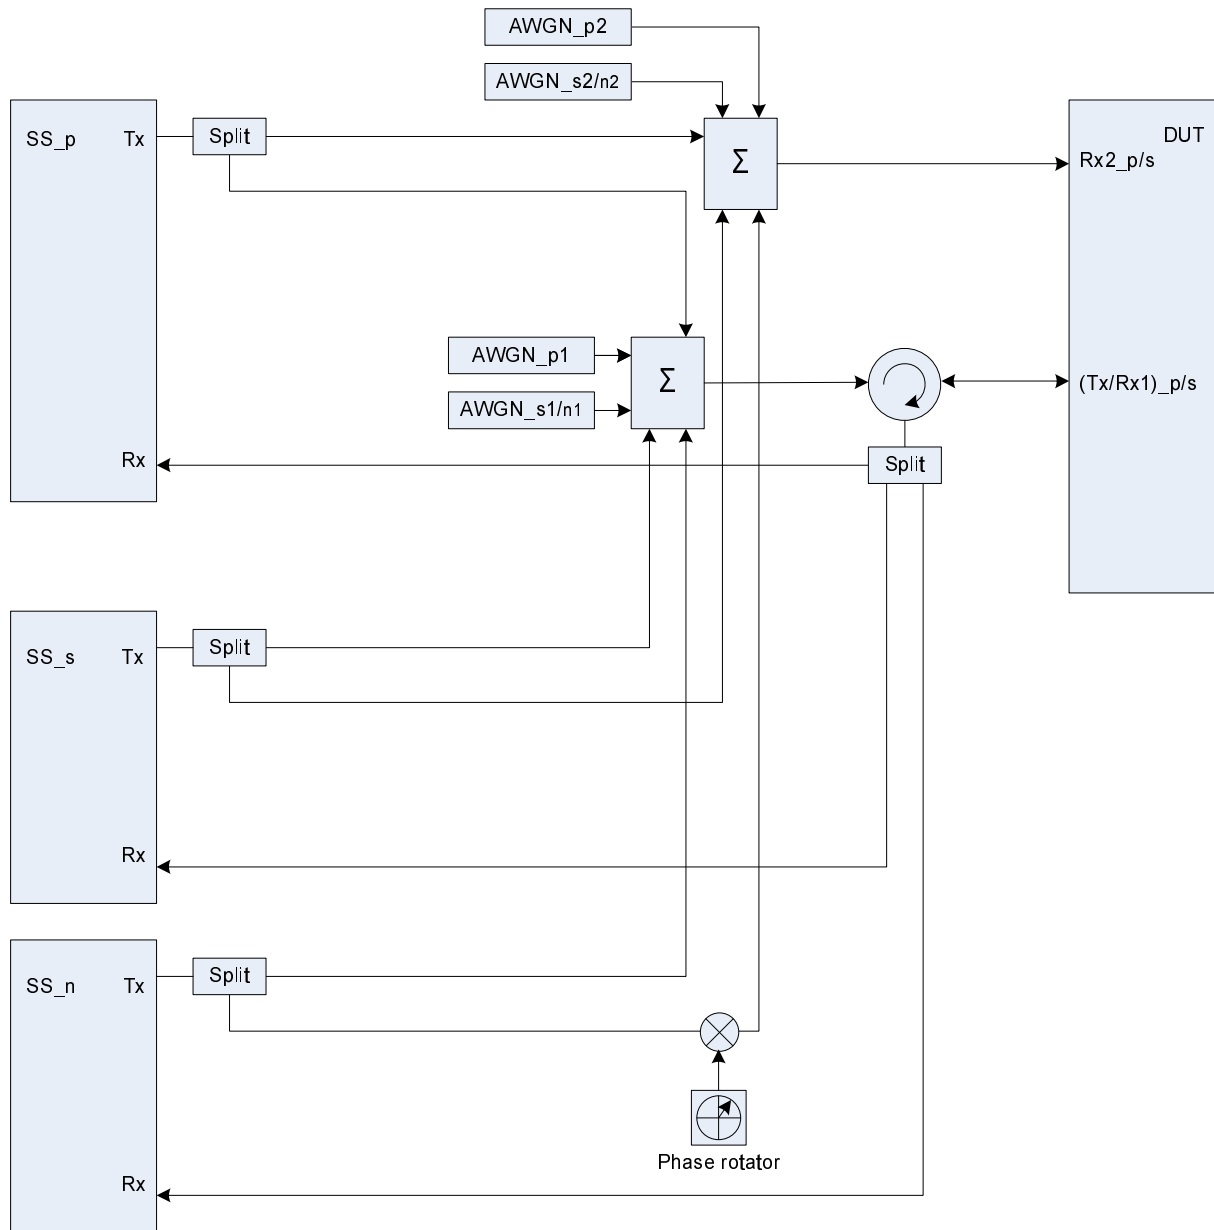 AWGN_p2
AWGN_s2/n2
SS_p
Tx
Split
Σ
DUT
Rx2_p/s
AWGN_p1
Σ
AWGN_s1/n1
(Tx/Rx1)_p/s
Rx
Split
SS_s
Tx
Split
Rx
SS_n
Tx
Split
Phase rotator
Rx